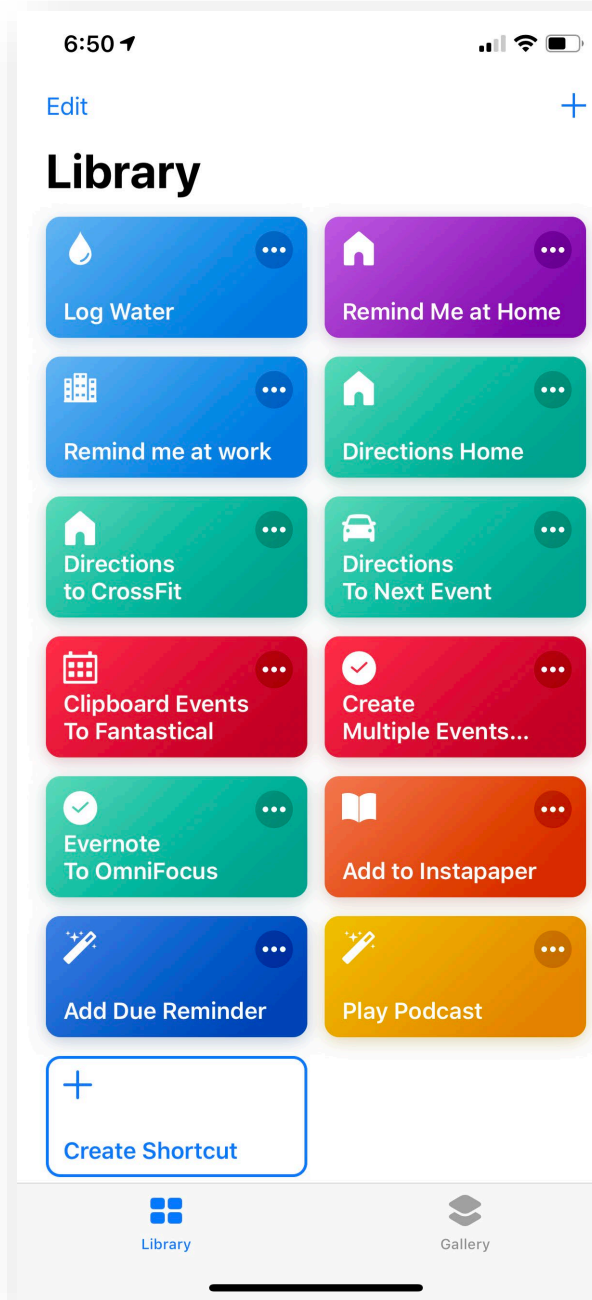 6:50
Edit
Library
Log Water
Remind Me at Home
Remind me at work
Directions Home
Directions
to CrossFit
Directions
To Next Event
Clipboard Events
To Fantastical
Create
Multiple Events...
Evernote
To OmniFocus
Add to Instapaper
Add Due Reminder
Play Podcast
Create Shortcut
Library
Gallery